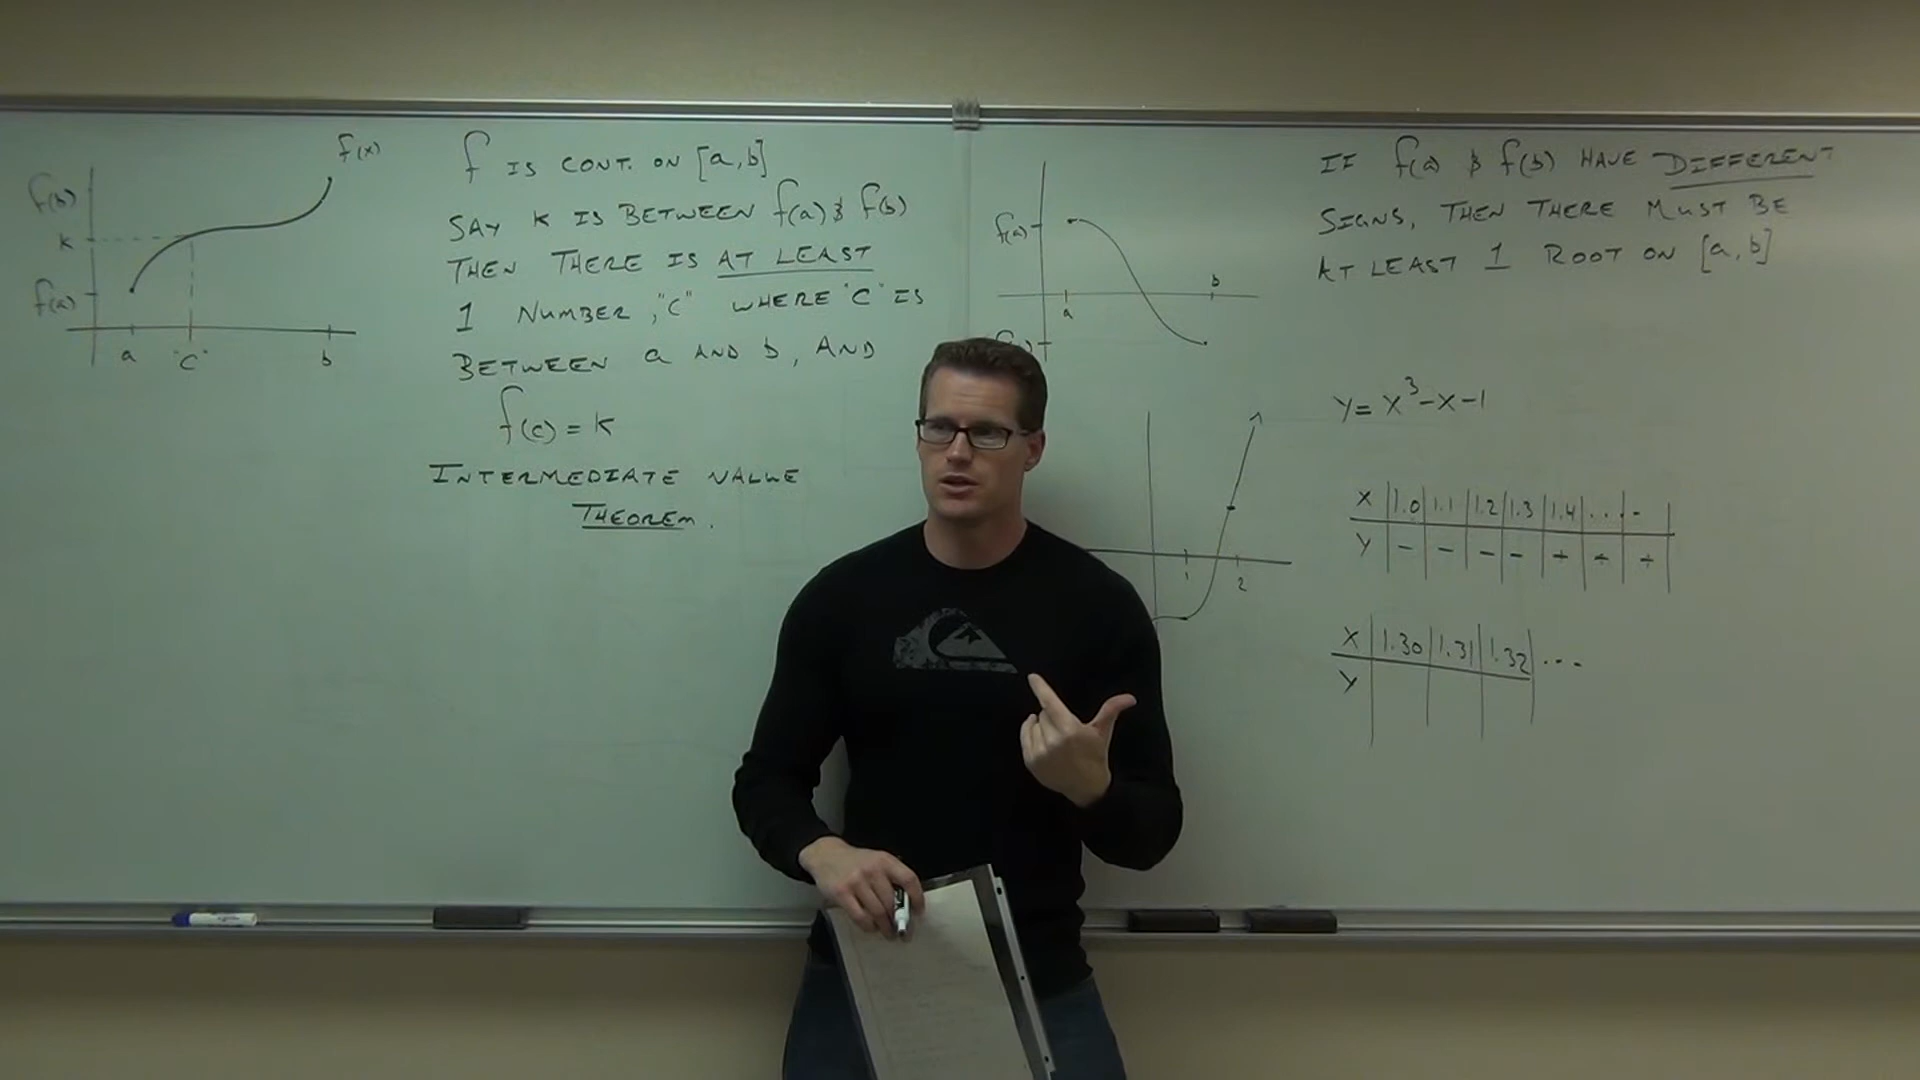 f(x)
f(b)
K
f(a)
a "C" b
f IS CONT. ON [a,b]
SAY K IS BETWEEN f(a) & f(b)
THEN THERE IS AT LEAST
1 NUMBER, "C" WHERE "C" IS
BETWEEN a AND b, AND
f(c) = K
INTERMEDIATE VALUE
THEOREM.
f(a)
a b
1 2
IF f(a) & f(b) HAVE DIFFERENT
SIGNS, THEN THERE MUST BE
AT LEAST 1 ROOT ON [a,b]
Y = X³-X-1
X 1.0 1.1 1.2 1.3 1.4 ....-
Y - - - - + + +
X 1.30 1.31 1.32 ...
Y